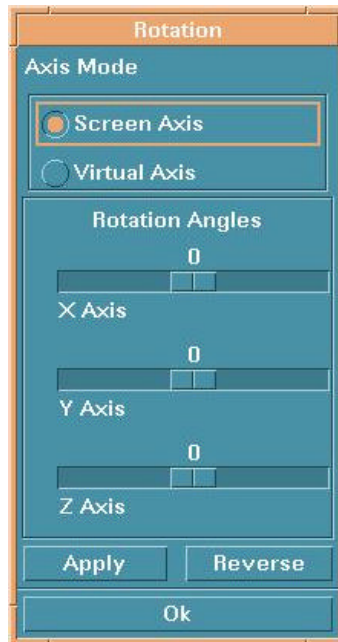 Rotation
Axis Mode
Screen Axis
Virtual Axis
Rotation Angles
0
X Axis
0
Y Axis
0
Z Axis
Apply Reverse
Ok